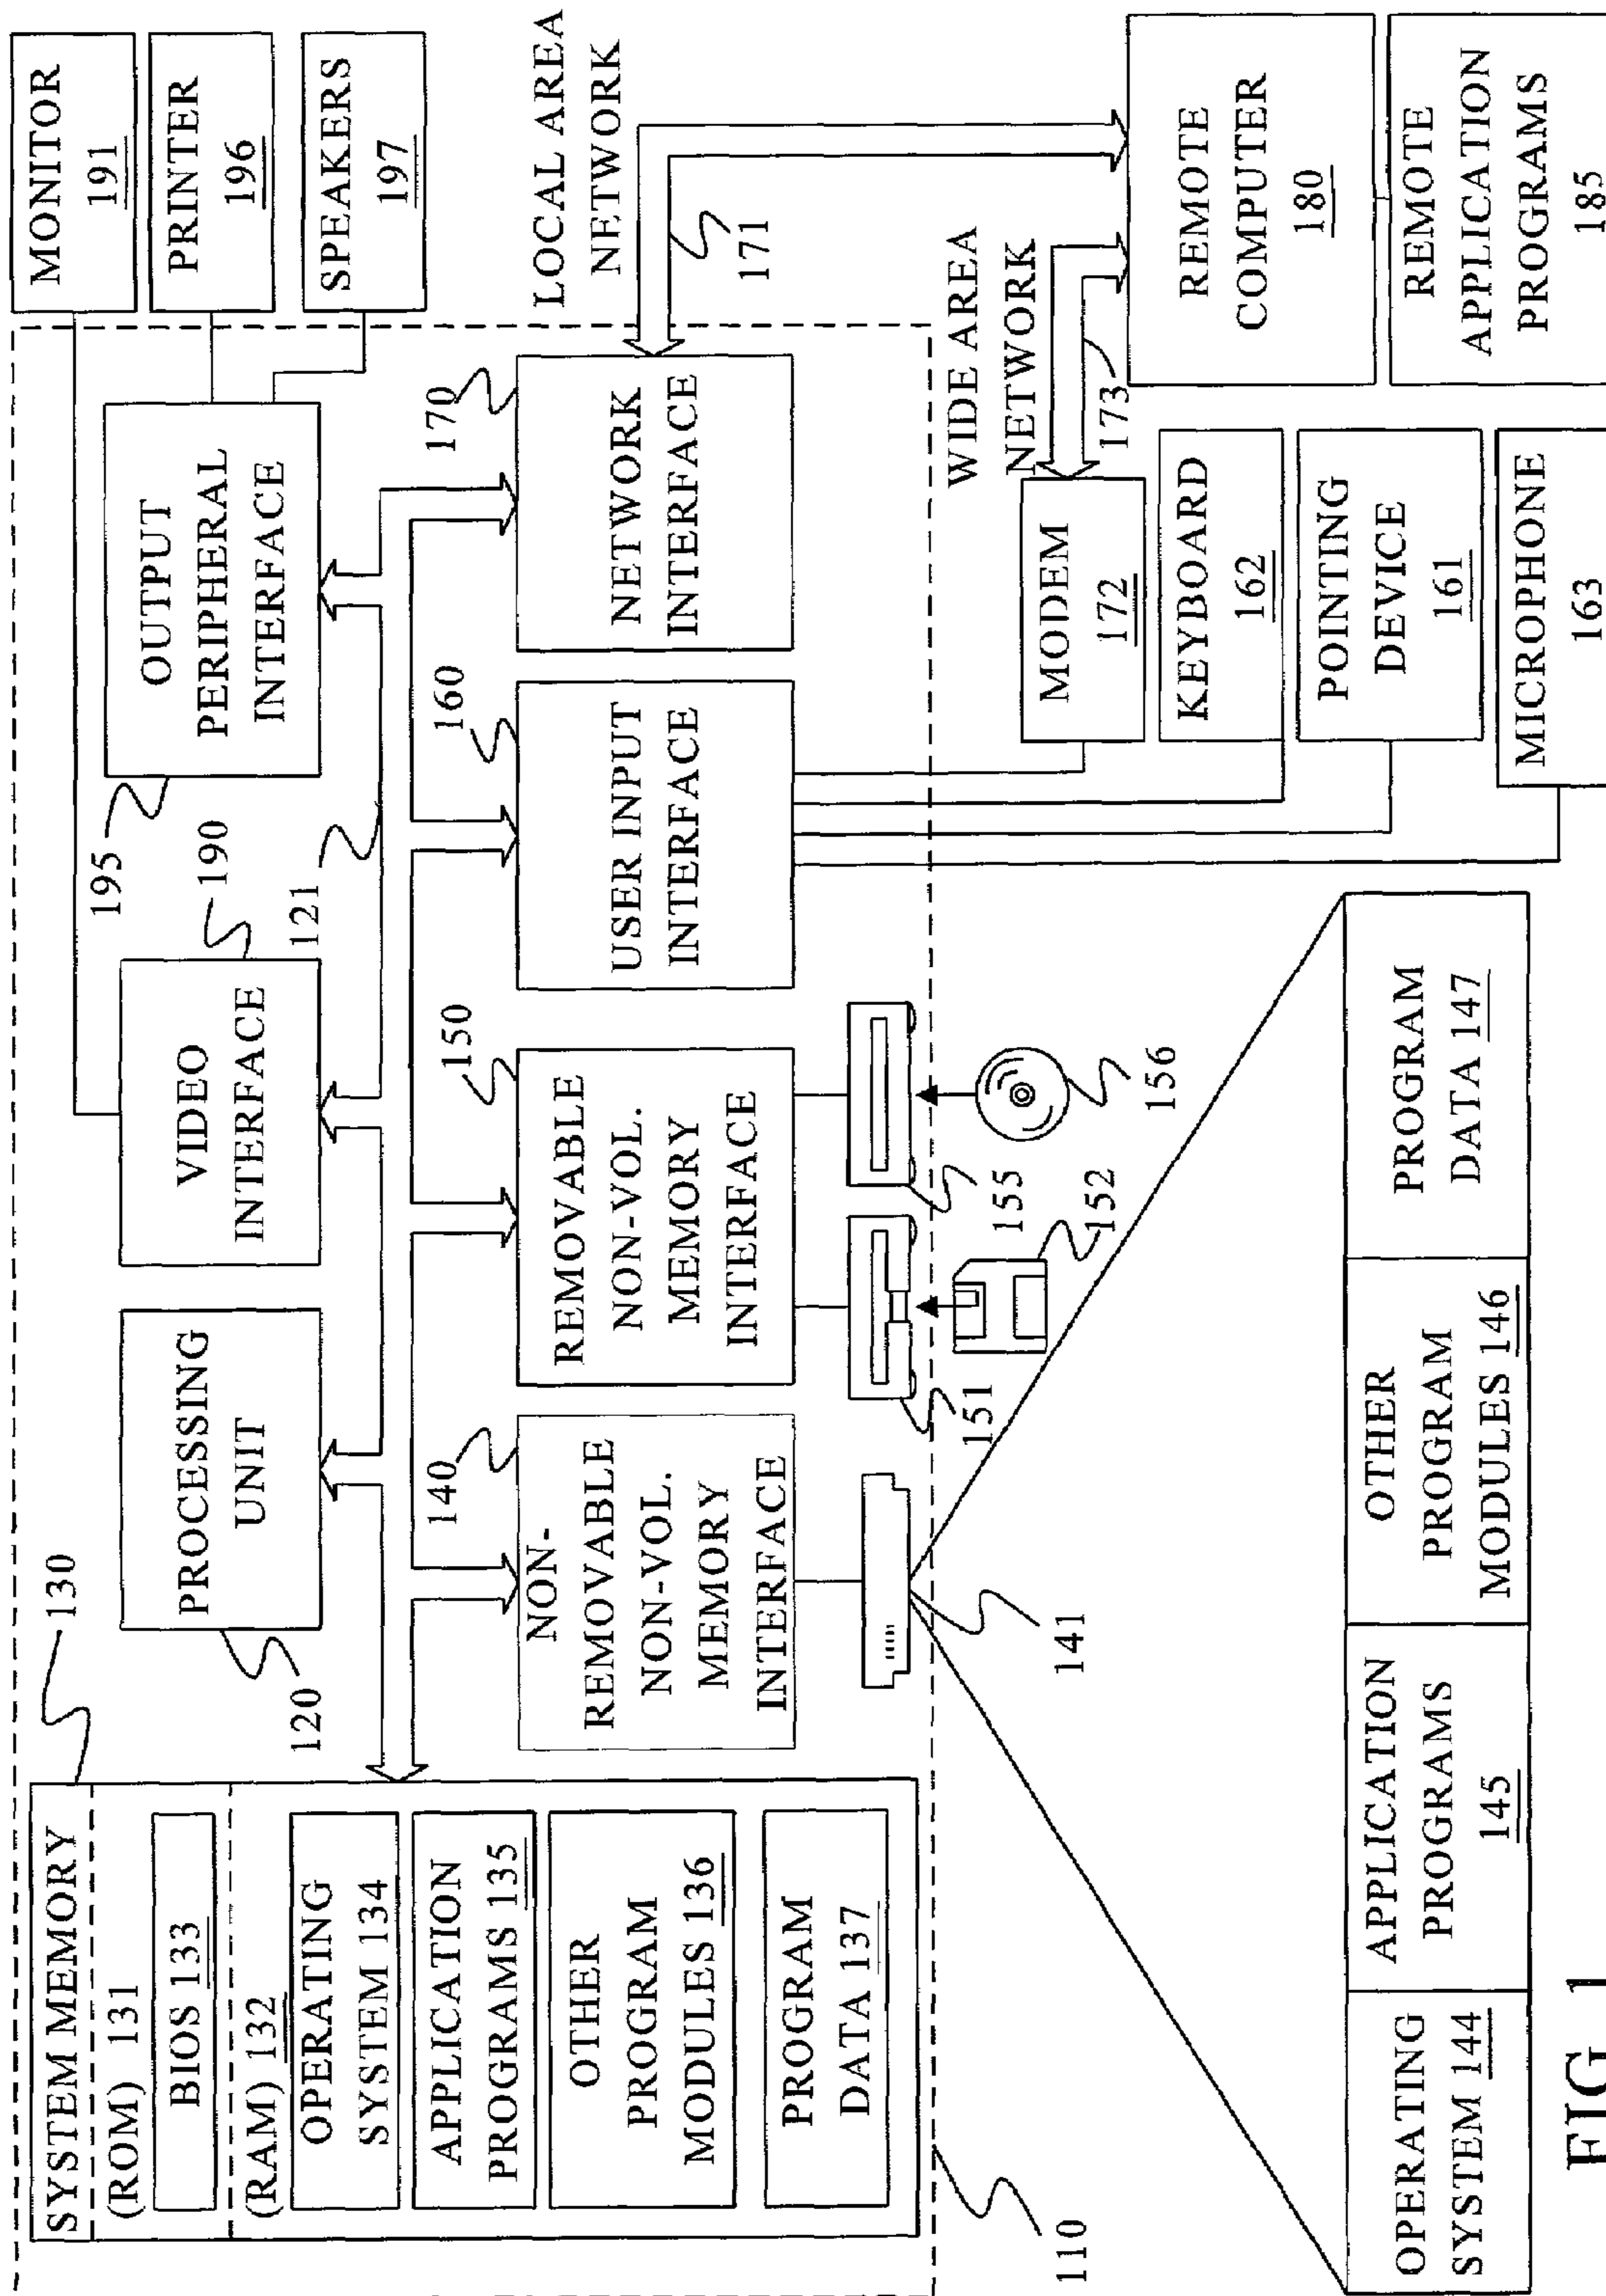 SYSTEM MEMORY
(ROM) 131
BIOS 133
(RAM) 132
OPERATING
SYSTEM 134
APPLICATION
PROGRAMS 135
OTHER
PROGRAM
MODULES 136
PROGRAM
DATA 137
130
120
PROCESSING
UNIT
VIDEO
INTERFACE
190
121
195
OUTPUT
PERIPHERAL
INTERFACE
MONITOR
191
PRINTER
196
SPEAKERS
197
140
NON-
REMOVABLE
NON-VOL.
MEMORY
INTERFACE
150
REMOVABLE
NON-VOL.
MEMORY
INTERFACE
160
USER INPUT
INTERFACE
170
NETWORK
INTERFACE
LOCAL AREA
NETWORK
171
WIDE AREA
NETWORK
173
110
141
151
155
152
156
MODEM
172
KEYBOARD
162
POINTING
DEVICE
161
MICROPHONE
163
REMOTE
COMPUTER
180
REMOTE
APPLICATION
PROGRAMS
185
OPERATING
SYSTEM 144
APPLICATION
PROGRAMS
145
OTHER
PROGRAM
MODULES 146
PROGRAM
DATA 147
FIG. 1